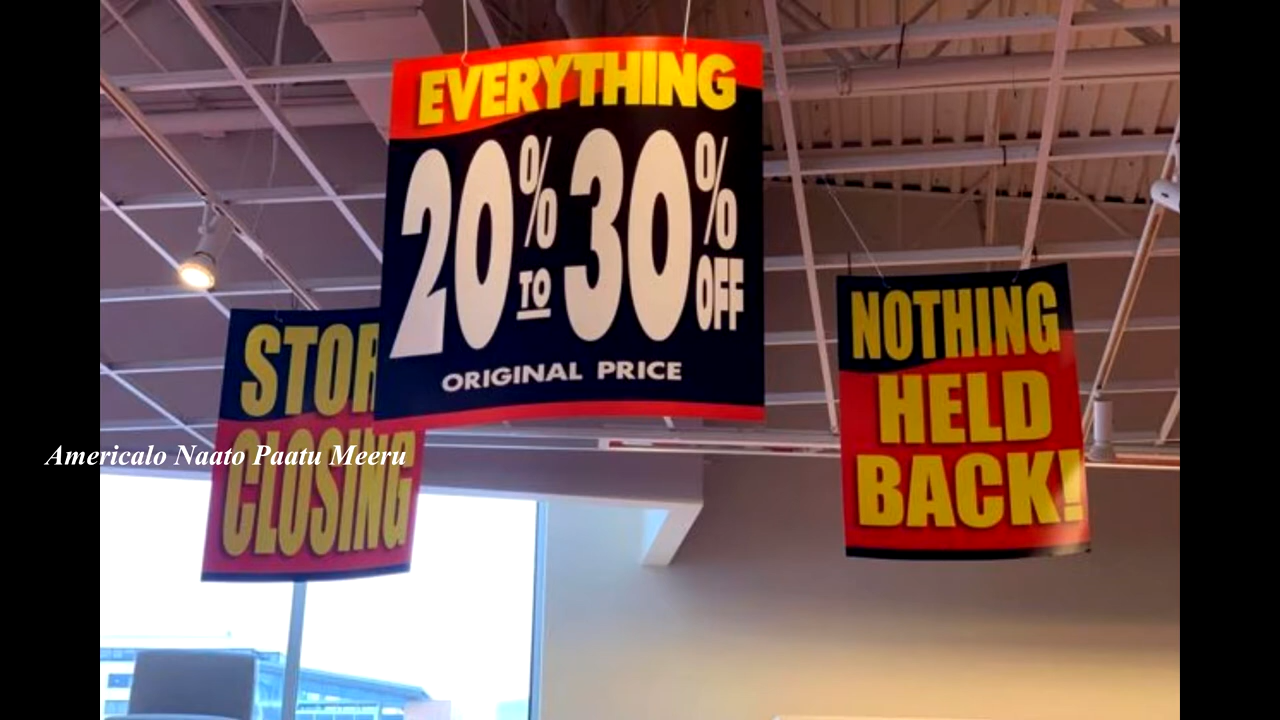 EVERYTHING
20% TO 30% OFF
ORIGINAL PRICE
STOR
CLOSING
NOTHING
HELD
BACK!
Americalo Naato Paatu Meeru